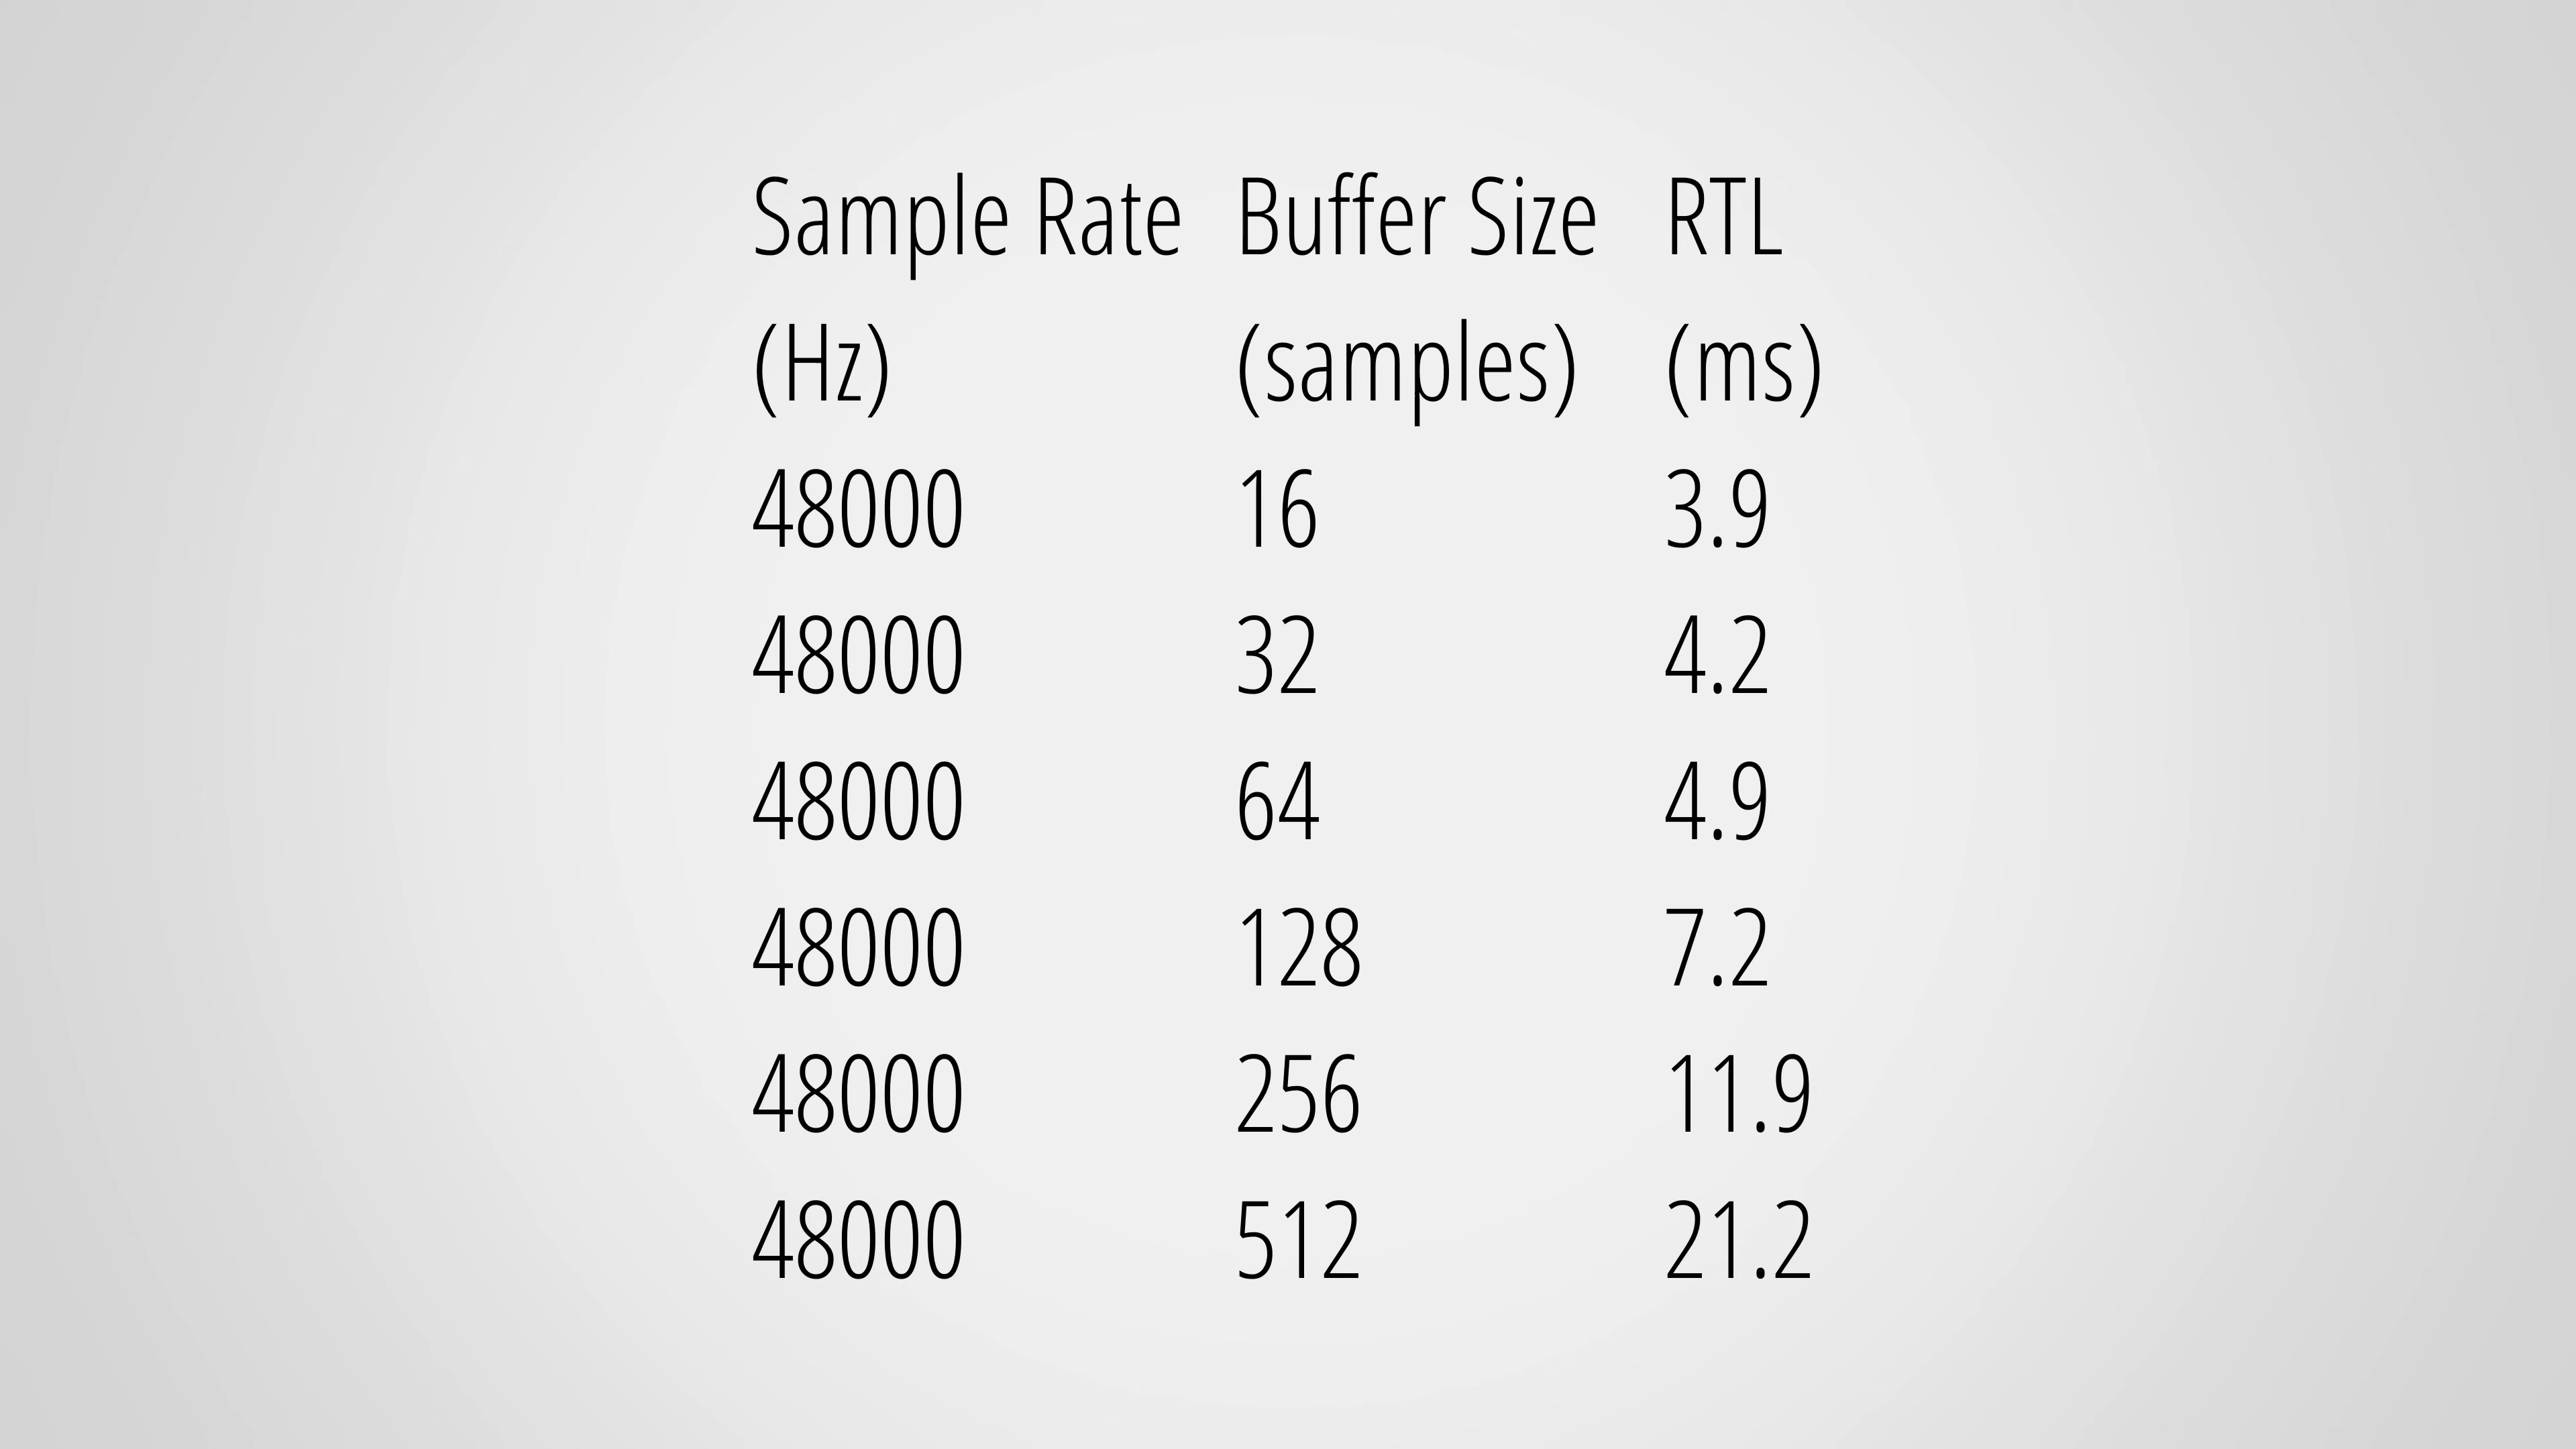 Sample Rate Buffer Size RTL
(Hz) (samples) (ms)
48000 16 3.9
48000 32 4.2
48000 64 4.9
48000 128 7.2
48000 256 11.9
48000 512 21.2